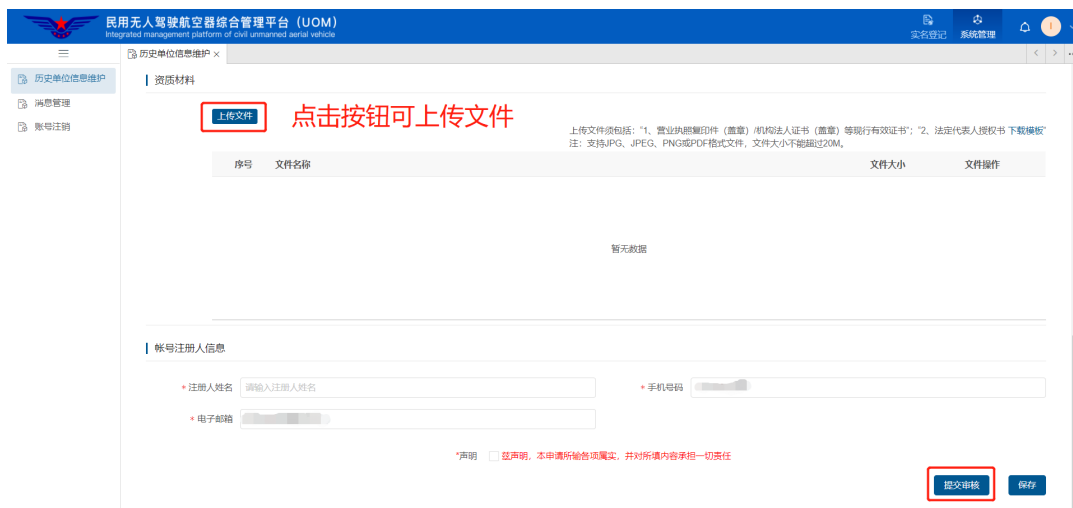 民用无人驾驶航空器综合管理平台（UOM）
Integrated management platform of civil unmanned aerial vehicle
实名登记
系统管理
历史单位信息维护 ×
历史单位信息维护
消息管理
账号注销
资质材料
上传文件
点击按钮可上传文件
上传文件须包括：“1、营业执照复印件（盖章）/机构法人证书（盖章）等现行有效证书”；“2、法定代表人授权书 下载模板”
注：支持JPG、JPEG、PNG或PDF格式文件，文件大小不能超过20M。
序号 文件名称 文件大小 文件操作
暂无数据
帐号注册人信息
* 注册人姓名 请输入注册人姓名 * 手机号码
* 电子邮箱
*声明 兹声明，本申请所输各项属实，并对所填内容承担一切责任
提交审核 保存